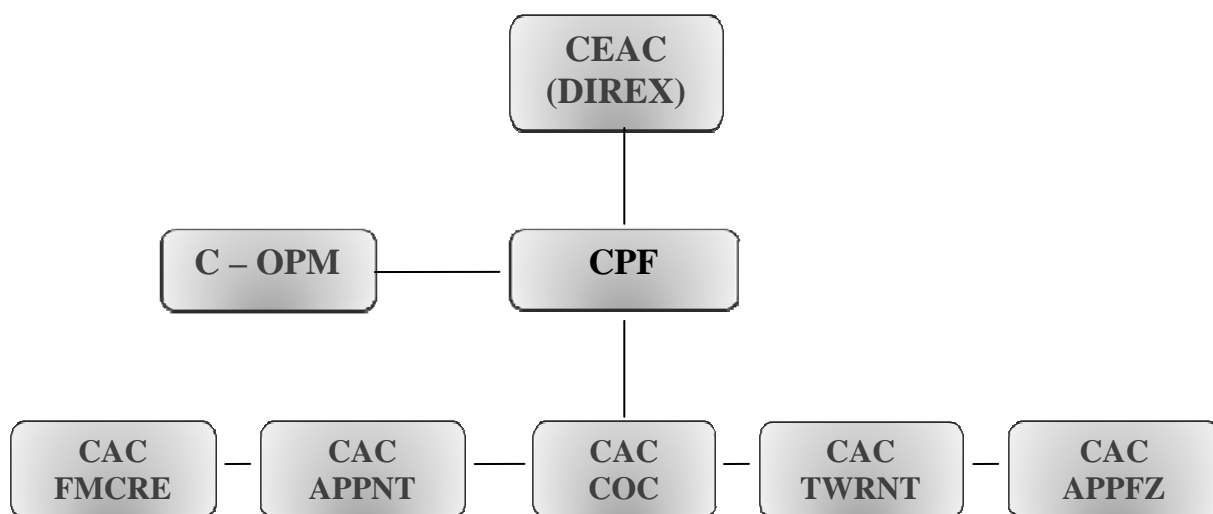 CEAC
(DIREX)
C – OPM
CPF
CAC
FMCRE
CAC
APPNT
CAC
COC
CAC
TWRNT
CAC
APPFZ